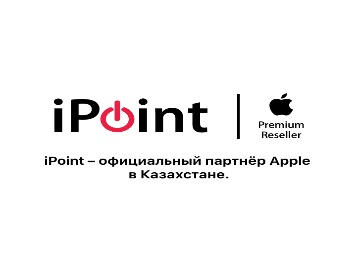 iPoint
Premium
Reseller
iPoint – официальный партнёр Apple
в Казахстане.